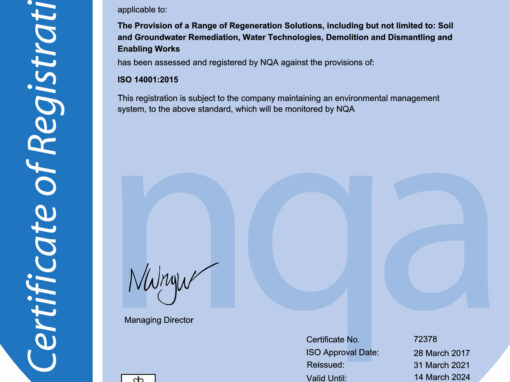 Certificate of Registrati
applicable to:
The Provision of a Range of Regeneration Solutions, including but not limited to: Soil
and Groundwater Remediation, Water Technologies, Demolition and Dismantling and
Enabling Works
has been assessed and registered by NQA against the provisions of:
ISO 14001:2015
This registration is subject to the company maintaining an environmental management
system, to the above standard, which will be monitored by NQA
nqa
Managing Director
Certificate No. 72378
ISO Approval Date: 28 March 2017
Reissued: 31 March 2021
Valid Until: 14 March 2024